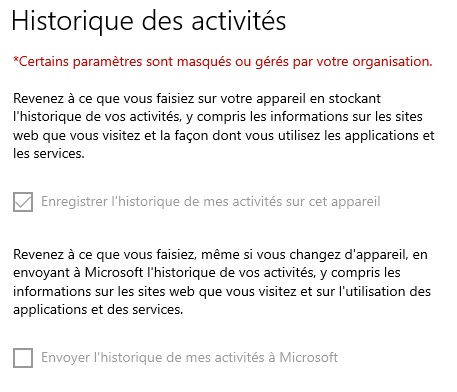 Historique des activités
*Certains paramètres sont masqués ou gérés par votre organisation.
Revenez à ce que vous faisiez sur votre appareil en stockant
l'historique de vos activités, y compris les informations sur les sites
web que vous visitez et la façon dont vous utilisez les applications et
les services.
Enregistrer l'historique de mes activités sur cet appareil
Revenez à ce que vous faisiez, même si vous changez d'appareil, en
envoyant à Microsoft l'historique de vos activités, y compris les
informations sur les sites web que vous visitez et sur l'utilisation des
applications et des services.
Envoyer l'historique de mes activités à Microsoft